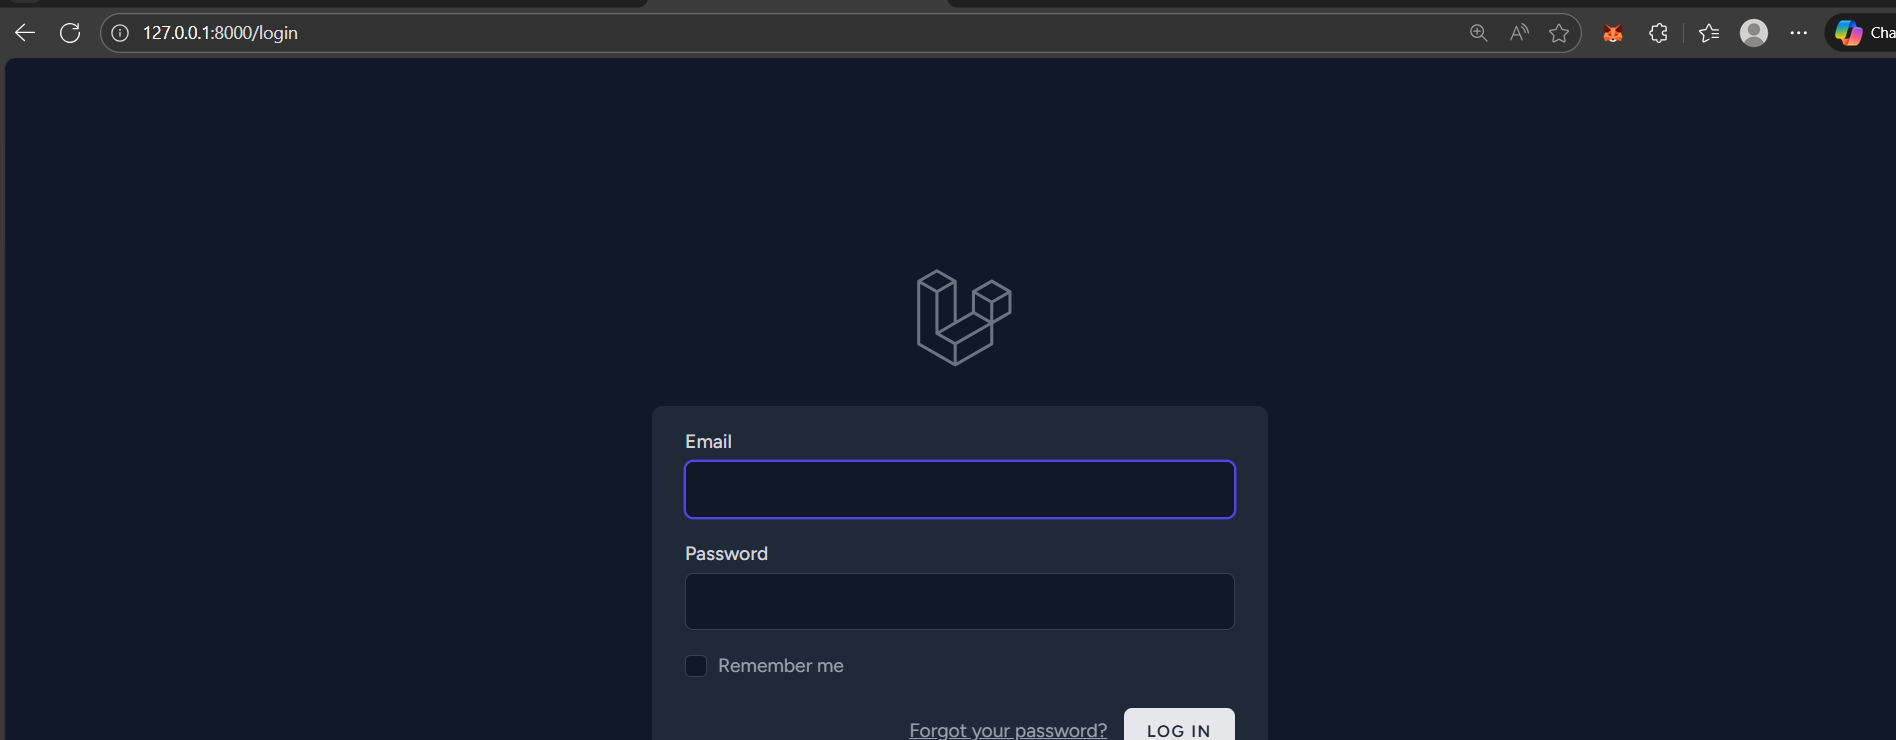 127.0.0.1:8000/login
Cha
Email
Password
Remember me
Forgot your password? LOG IN